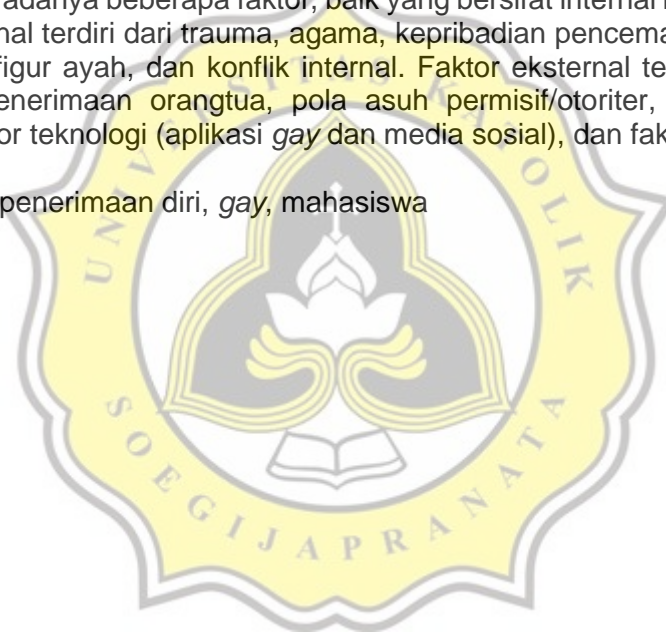 adanya beberapa faktor, baik yang bersifat internal
nal terdiri dari trauma, agama, kepribadian pencema
figur ayah, dan konflik internal. Faktor eksternal te
enerimaan orangtua, pola asuh permisif/otoriter,
or teknologi (aplikasi gay dan media sosial), dan fak
penerimaan diri, gay, mahasiswa
UNIVERSITAS KATOLIK
SOEGIJAPRANATA